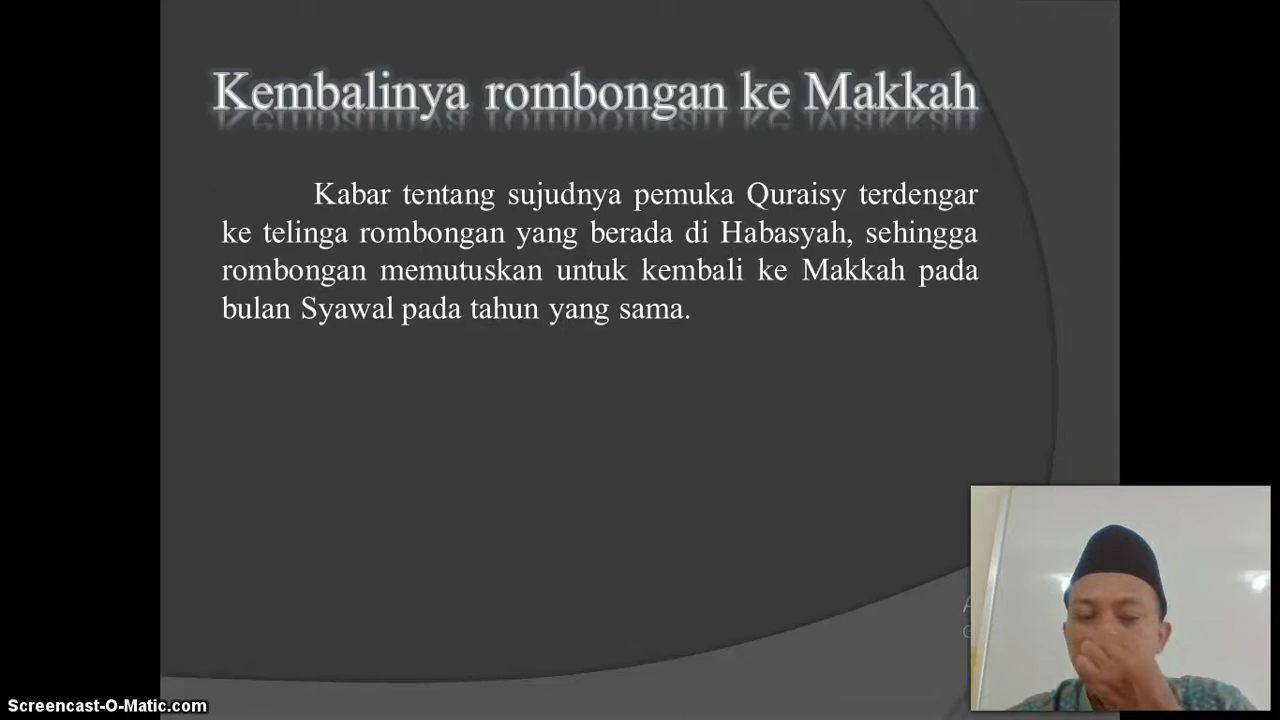 Kembalinya rombongan ke Makkah
Kabar tentang sujudnya pemuka Quraisy terdengar
ke telinga rombongan yang berada di Habasyah, sehingga
rombongan memutuskan untuk kembali ke Makkah pada
bulan Syawal pada tahun yang sama.
Screencast-O-Matic.com